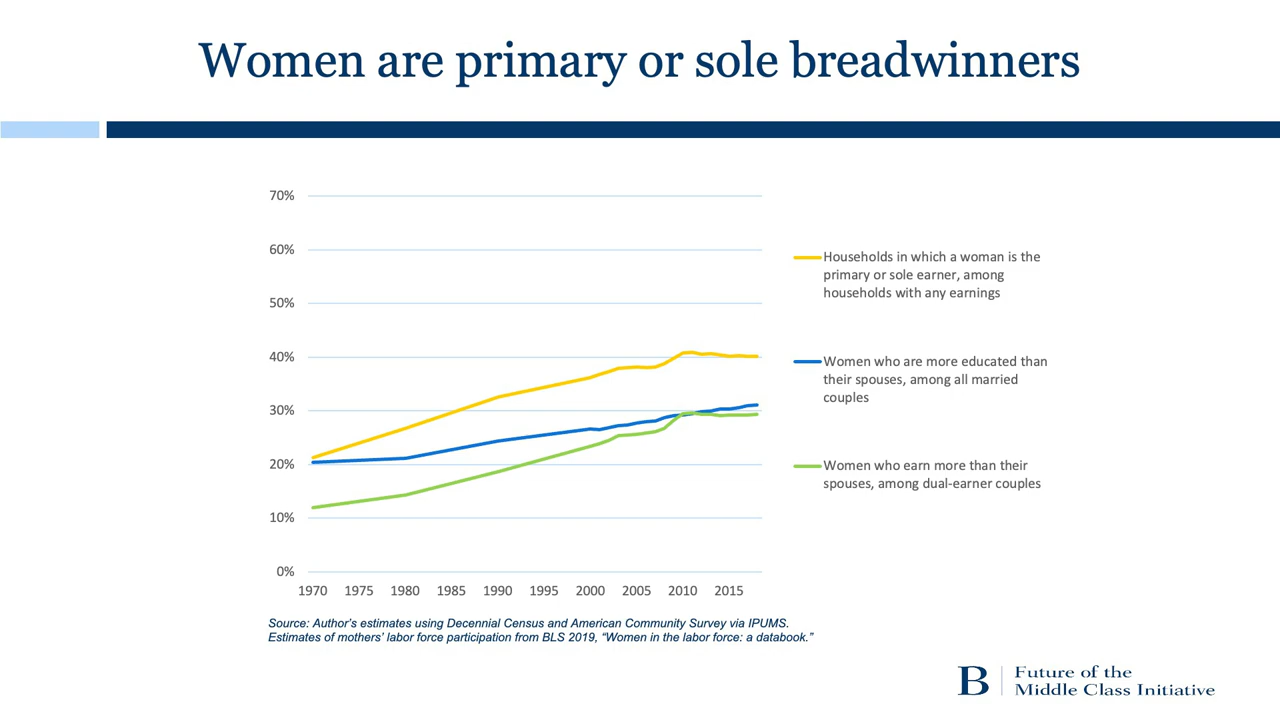 Women are primary or sole breadwinners
70%
60%
50%
40%
30%
20%
10%
0%
1970 1975 1980 1985 1990 1995 2000 2005 2010 2015
Households in which a woman is the
primary or sole earner, among
households with any earnings
Women who are more educated than
their spouses, among all married
couples
Women who earn more than their
spouses, among dual-earner couples
Source: Author’s estimates using Decennial Census and American Community Survey via IPUMS.
Estimates of mothers’ labor force participation from BLS 2019, “Women in the labor force: a databook.”
B
Future of the
Middle Class Initiative